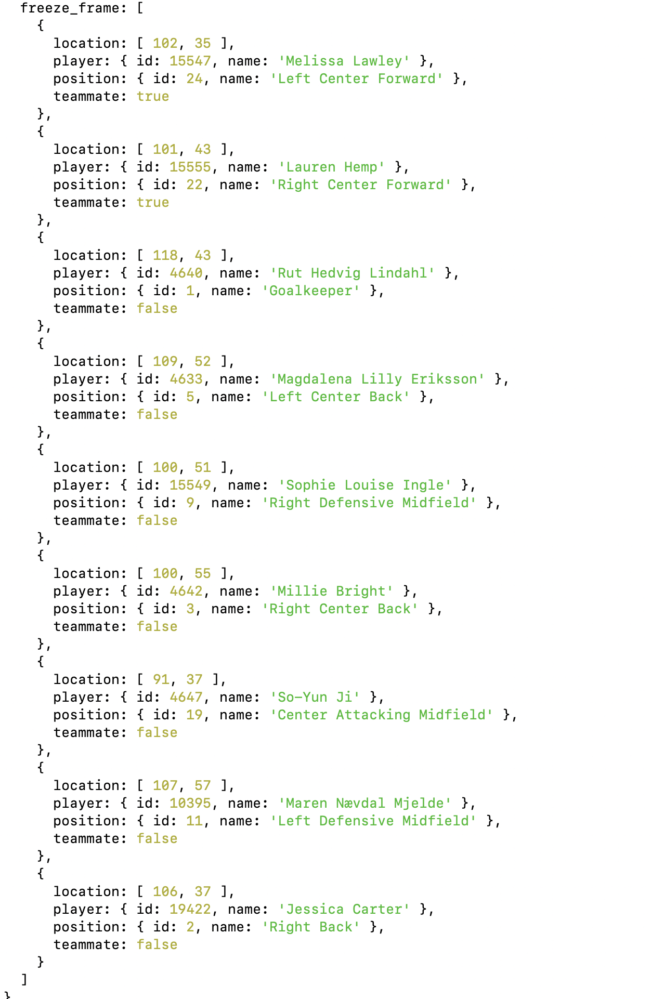 freeze_frame: [
{
location: [ 102, 35 ],
player: { id: 15547, name: 'Melissa Lawley' },
position: { id: 24, name: 'Left Center Forward' },
teammate: true
},
{
location: [ 101, 43 ],
player: { id: 15555, name: 'Lauren Hemp' },
position: { id: 22, name: 'Right Center Forward' },
teammate: true
},
{
location: [ 118, 43 ],
player: { id: 4640, name: 'Rut Hedvig Lindahl' },
position: { id: 1, name: 'Goalkeeper' },
teammate: false
},
{
location: [ 109, 52 ],
player: { id: 4633, name: 'Magdalena Lilly Eriksson' },
position: { id: 5, name: 'Left Center Back' },
teammate: false
},
{
location: [ 100, 51 ],
player: { id: 15549, name: 'Sophie Louise Ingle' },
position: { id: 9, name: 'Right Defensive Midfield' },
teammate: false
},
{
location: [ 100, 55 ],
player: { id: 4642, name: 'Millie Bright' },
position: { id: 3, name: 'Right Center Back' },
teammate: false
},
{
location: [ 91, 37 ],
player: { id: 4647, name: 'So-Yun Ji' },
position: { id: 19, name: 'Center Attacking Midfield' },
teammate: false
},
{
location: [ 107, 57 ],
player: { id: 10395, name: 'Maren Nævdal Mjelde' },
position: { id: 11, name: 'Left Defensive Midfield' },
teammate: false
},
{
location: [ 106, 37 ],
player: { id: 19422, name: 'Jessica Carter' },
position: { id: 2, name: 'Right Back' },
teammate: false
}
]
}